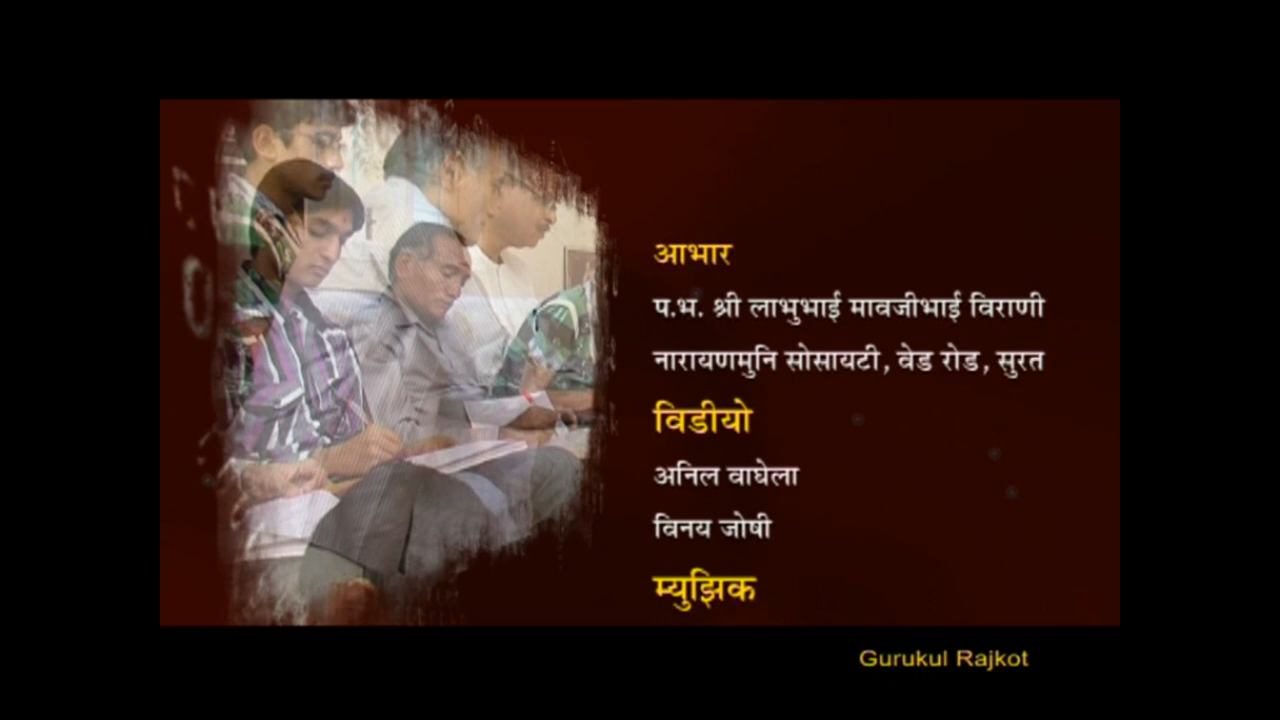 आभार
प.भ. श्री लाभुभाई मावजीभाई विराणी
नारायणमुनि सोसायटी, वेड रोड, सुरत
विडीयो
अनिल वाघेला
विनय जोषी
म्युझिक
Gurukul Rajkot